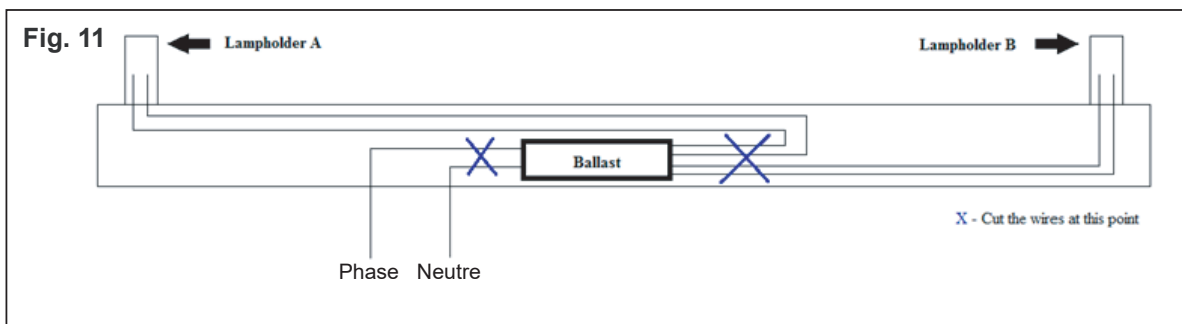 Fig. 11
Lampholder A
Lampholder B
Ballast
X - Cut the wires at this point
Phase Neutre